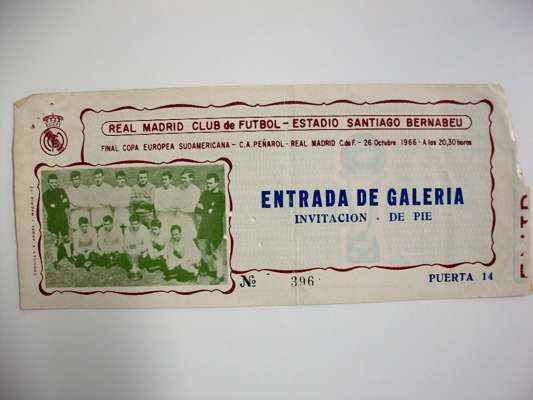 REAL MADRID CLUB de FUTBOL - ESTADIO SANTIAGO BERNABEU
FINAL COPA EUROPEA SUDAMERICANA - C.A. PEÑAROL - REAL MADRID C. de F. - 26 Octubre 1966 - A las 20,30 horas
ENTRADA DE GALERIA
INVITACION - DE PIE
Nº 396
PUERTA 14